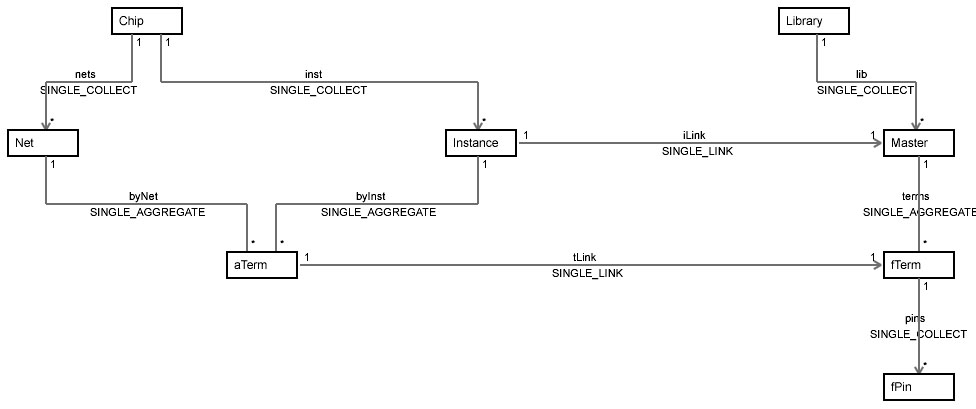 Chip
Library
1
1
1
nets
SINGLE_COLLECT
inst
SINGLE_COLLECT
lib
SINGLE_COLLECT
*
*
*
Net
Instance
1
iLink
SINGLE_LINK
1
Master
1
1
1
byNet
SINGLE_AGGREGATE
byInst
SINGLE_AGGREGATE
terms
SINGLE_AGGREGATE
*
*
*
aTerm
1
tLink
SINGLE_LINK
1
fTerm
1
pins
SINGLE_COLLECT
*
fPin